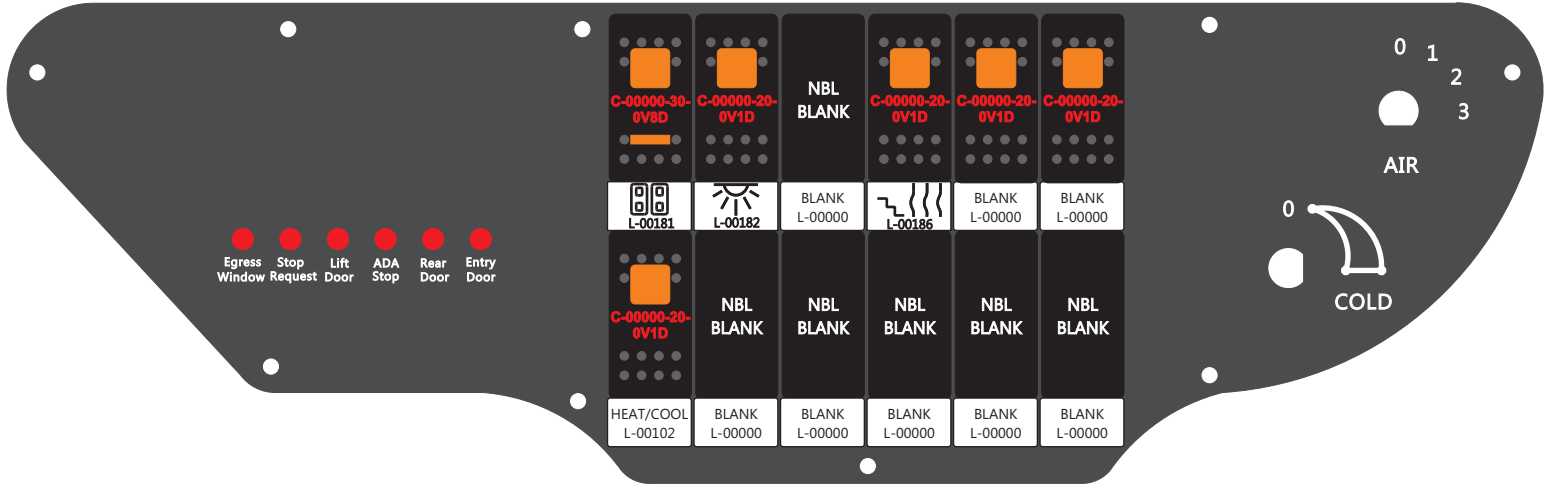 Egress
Window
Stop
Request
Lift
Door
ADA
Stop
Rear
Door
Entry
Door
C-00000-30-
0V8D
C-00000-20-
0V1D
NBL
BLANK
C-00000-20-
0V1D
C-00000-20-
0V1D
C-00000-20-
0V1D
L-00181
L-00182
BLANK
L-00000
L-00186
BLANK
L-00000
BLANK
L-00000
C-00000-20-
0V1D
NBL
BLANK
NBL
BLANK
NBL
BLANK
NBL
BLANK
NBL
BLANK
HEAT/COOL
L-00102
BLANK
L-00000
BLANK
L-00000
BLANK
L-00000
BLANK
L-00000
BLANK
L-00000
0
1
2
3
AIR
0
COLD